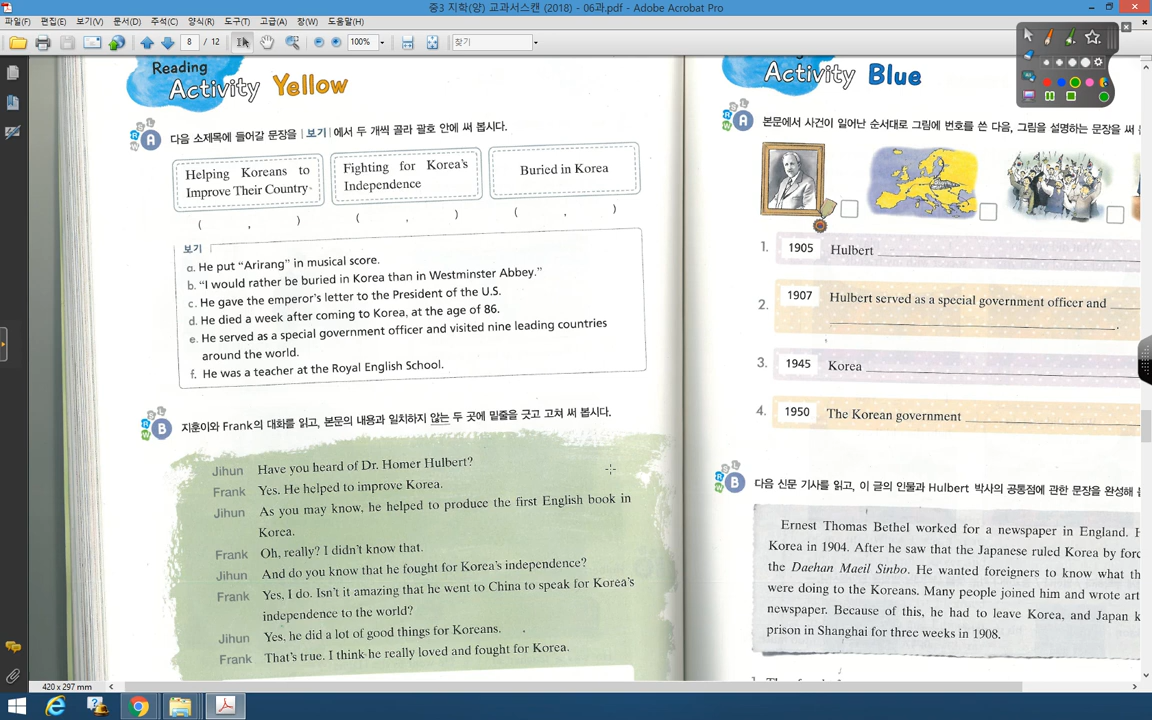 중3 지학(양) 교과서스캔 (2018) - 06과.pdf - Adobe Acrobat Pro
파일(F) 편집(E) 보기(V) 문서(D) 주석(C) 양식(R) 도구(T) 고급(A) 창(W) 도움말(H)
8 / 12 100% 찾기
Reading
Activity Yellow
A 다음 소제목에 들어갈 문장을 |보기|에서 두 개씩 골라 괄호 안에 써 봅시다.
Helping Koreans to
Improve Their Country
Fighting for Korea's
Independence
Buried in Korea
( , ) ( , ) ( , )
보기
a. He put “Arirang” in musical score.
b. “I would rather be buried in Korea than in Westminster Abbey.”
c. He gave the emperor's letter to the President of the U.S.
d. He died a week after coming to Korea, at the age of 86.
e. He served as a special government officer and visited nine leading countries
around the world.
f. He was a teacher at the Royal English School.
B 지훈이와 Frank의 대화를 읽고, 본문의 내용과 일치하지 않는 두 곳에 밑줄을 긋고 고쳐 써 봅시다.
Jihun Have you heard of Dr. Homer Hulbert?
Frank Yes. He helped to improve Korea.
Jihun As you may know, he helped to produce the first English book in
Korea.
Frank Oh, really? I didn't know that.
Jihun And do you know that he fought for Korea's independence?
Frank Yes, I do. Isn't it amazing that he went to China to speak for Korea's
independence to the world?
Jihun Yes, he did a lot of good things for Koreans.
Frank That's true. I think he really loved and fought for Korea.
Activity Blue
A 본문에서 사건이 일어난 순서대로 그림에 번호를 쓴 다음, 그림을 설명하는 문장을 써
1. 1905 Hulbert
2. 1907 Hulbert served as a special government officer and
3. 1945 Korea
4. 1950 The Korean government
B 다음 신문 기사를 읽고, 이 글의 인물과 Hulbert 박사의 공통점에 관한 문장을 완성해
Ernest Thomas Bethel worked for a newspaper in England.
Korea in 1904. After he saw that the Japanese ruled Korea by
the Daehan Maeil Sinbo. He wanted foreigners to know what
were doing to the Koreans. Many people joined him and wrote
newspaper. Because of this, he had to leave Korea, and Japan
prison in Shanghai for three weeks in 1908.
420 x 297 mm